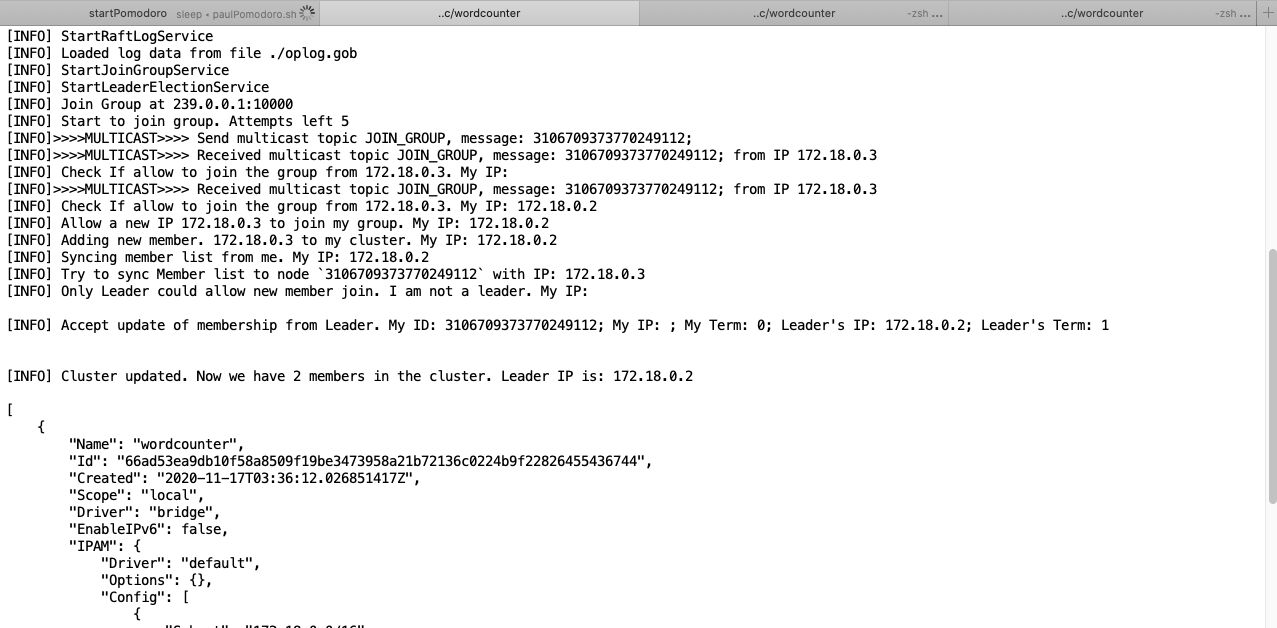 startPomodoro sleep • paulPomodoro.sh
..c/wordcounter
..c/wordcounter -zsh ...
..c/wordcounter -zsh ...
[INFO] StartRaftLogService
[INFO] Loaded log data from file ./oplog.gob
[INFO] StartJoinGroupService
[INFO] StartLeaderElectionService
[INFO] Join Group at 239.0.0.1:10000
[INFO] Start to join group. Attempts left 5
[INFO]>>>>MULTICAST>>>> Send multicast topic JOIN_GROUP, message: 3106709373770249112;
[INFO]>>>>MULTICAST>>>> Received multicast topic JOIN_GROUP, message: 3106709373770249112; from IP 172.18.0.3
[INFO] Check If allow to join the group from 172.18.0.3. My IP:
[INFO]>>>>MULTICAST>>>> Received multicast topic JOIN_GROUP, message: 3106709373770249112; from IP 172.18.0.3
[INFO] Check If allow to join the group from 172.18.0.3. My IP: 172.18.0.2
[INFO] Allow a new IP 172.18.0.3 to join my group. My IP: 172.18.0.2
[INFO] Adding new member. 172.18.0.3 to my cluster. My IP: 172.18.0.2
[INFO] Syncing member list from me. My IP: 172.18.0.2
[INFO] Try to sync Member list to node `3106709373770249112` with IP: 172.18.0.3
[INFO] Only Leader could allow new member join. I am not a leader. My IP:
[INFO] Accept update of membership from Leader. My ID: 3106709373770249112; My IP: ; My Term: 0; Leader's IP: 172.18.0.2; Leader's Term: 1
[INFO] Cluster updated. Now we have 2 members in the cluster. Leader IP is: 172.18.0.2
[
{
"Name": "wordcounter",
"Id": "66ad53ea9db10f58a8509f19be3473958a21b72136c0224b9f22826455436744",
"Created": "2020-11-17T03:36:12.026851417Z",
"Scope": "local",
"Driver": "bridge",
"EnableIPv6": false,
"IPAM": {
"Driver": "default",
"Options": {},
"Config": [
{